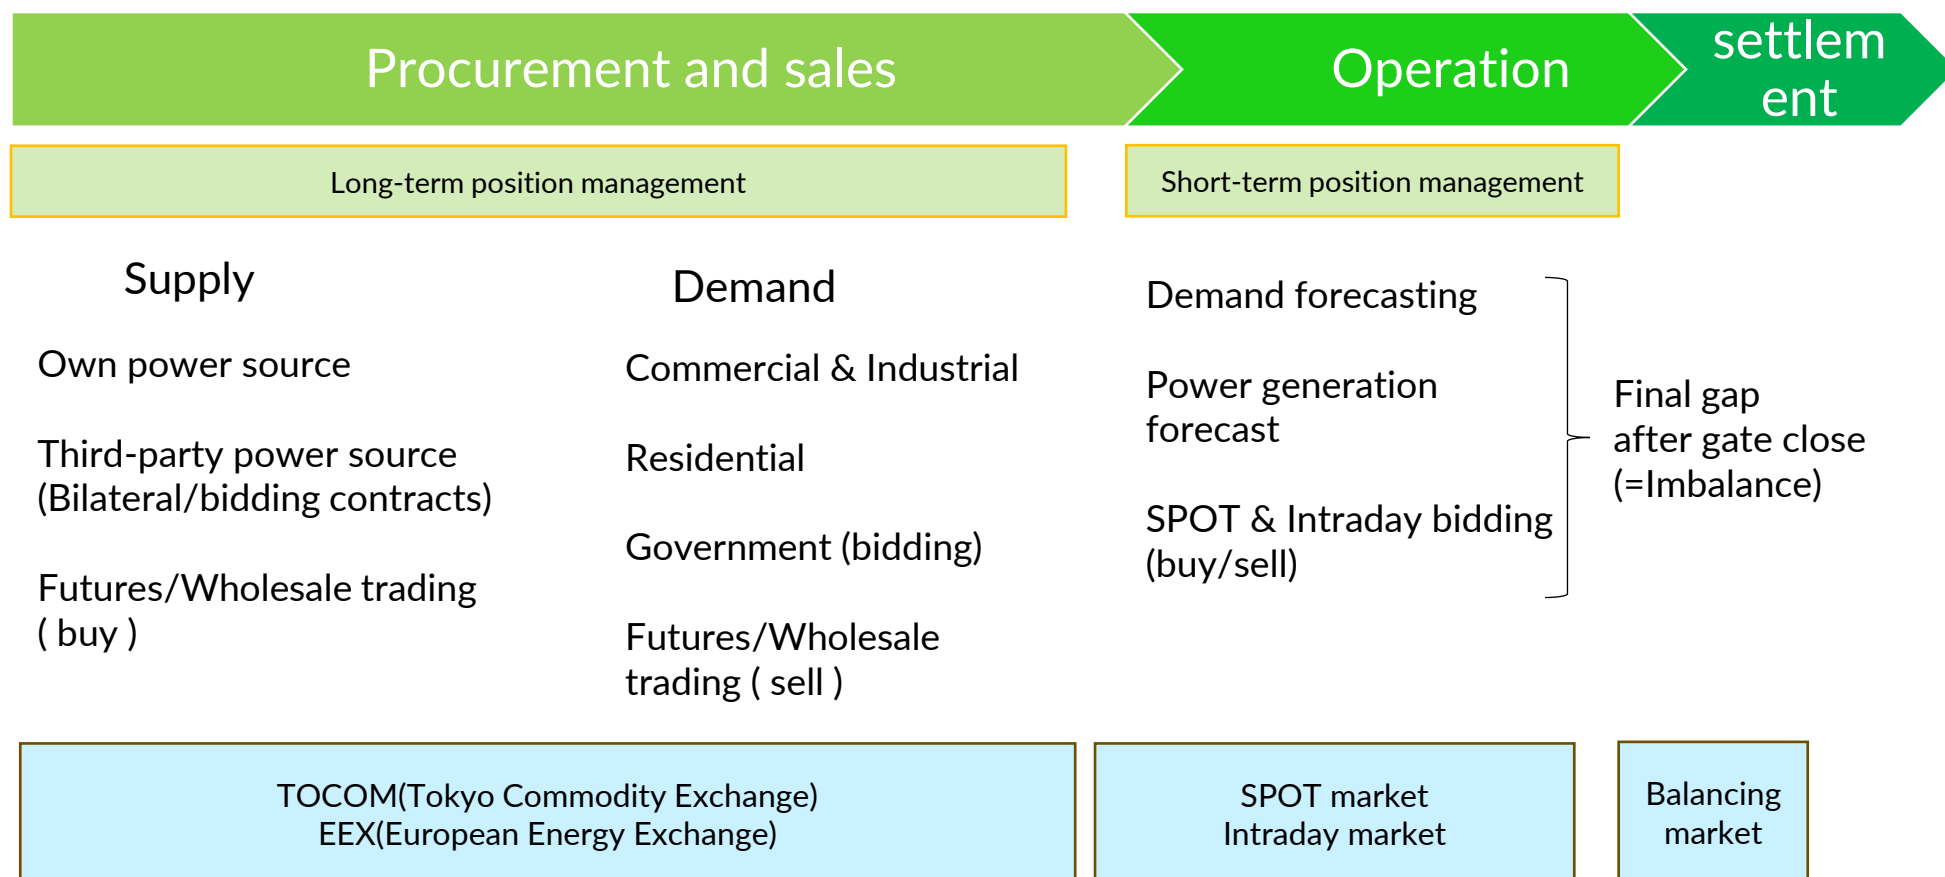 Procurement and sales
Operation
settlem
ent
Long-term position management
Short-term position management
Supply
Own power source
Third-party power source
(Bilateral/bidding contracts)
Futures/Wholesale trading
( buy )
Demand
Commercial & Industrial
Residential
Government (bidding)
Futures/Wholesale
trading ( sell )
Demand forecasting
Power generation
forecast
SPOT & Intraday bidding
(buy/sell)
Final gap
after gate close
(=Imbalance)
TOCOM(Tokyo Commodity Exchange)
EEX(European Energy Exchange)
SPOT market
Intraday market
Balancing
market